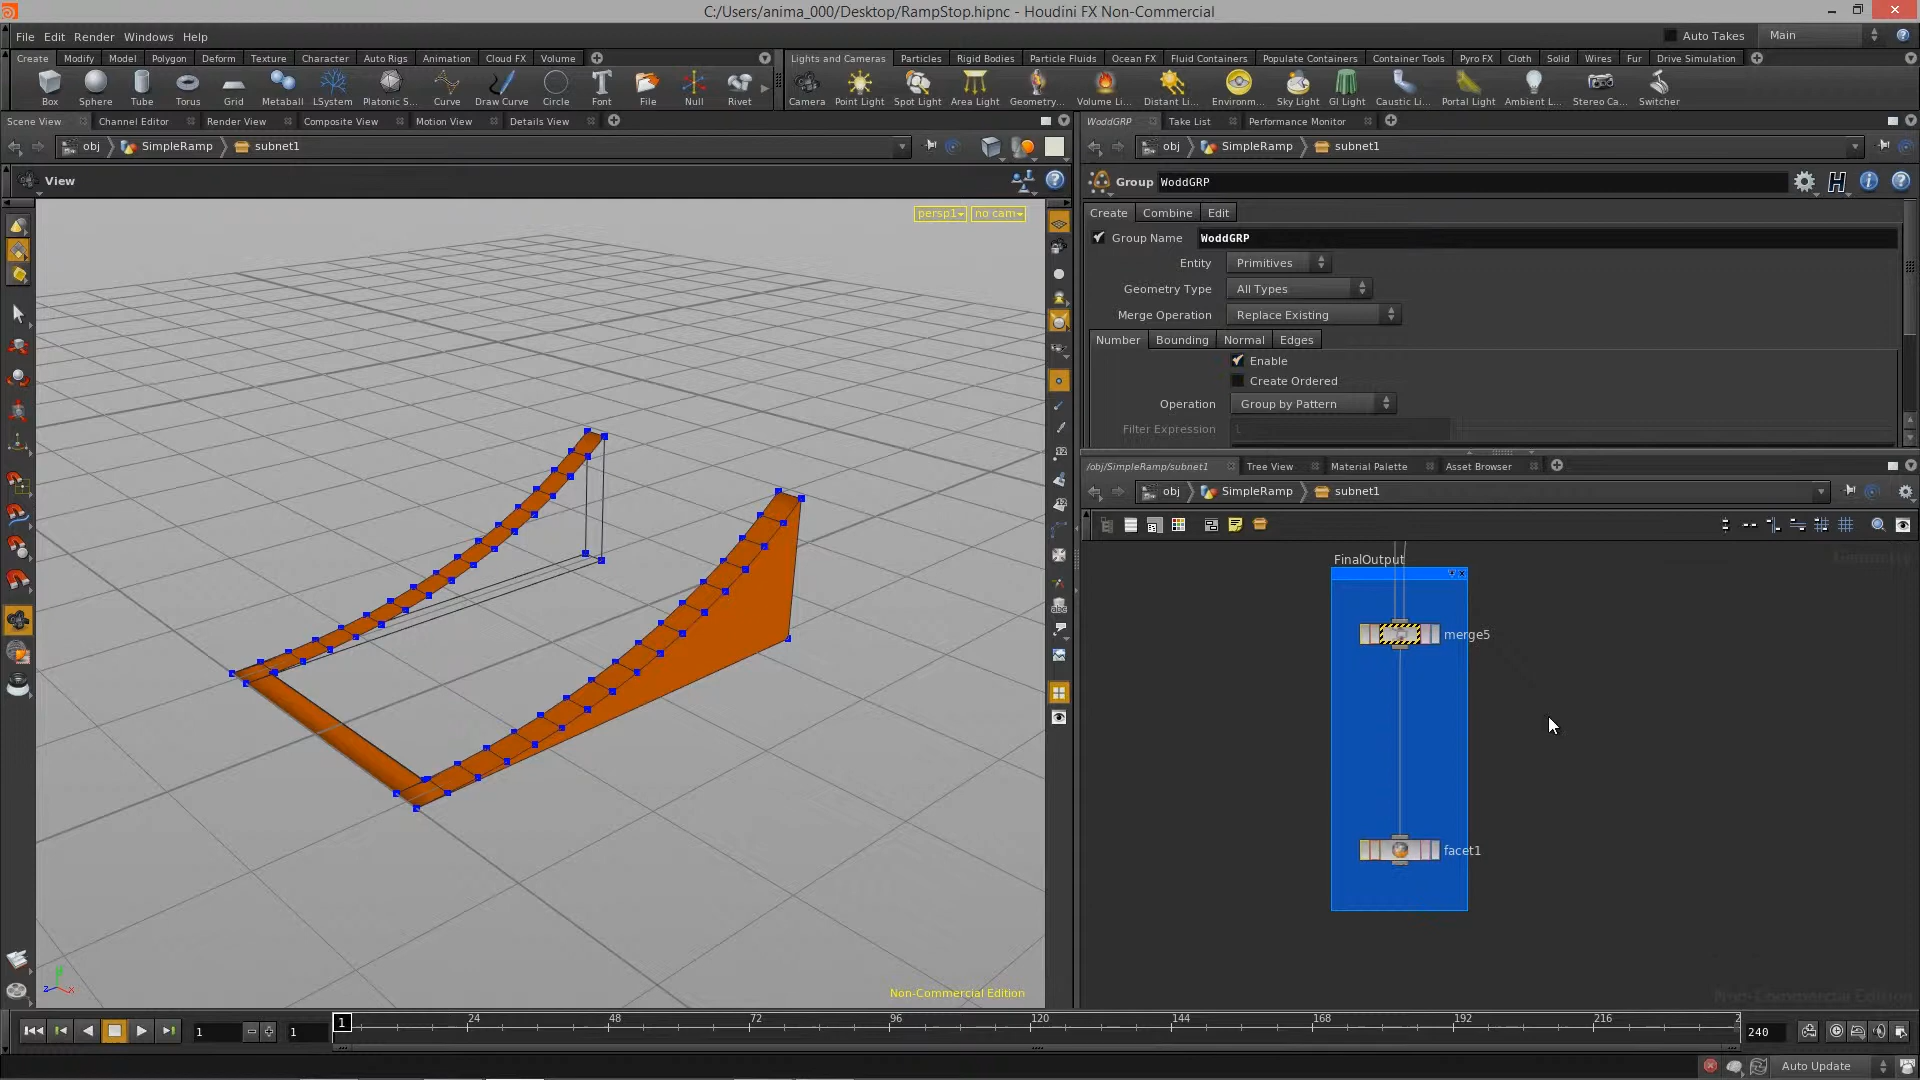 C:/Users/anima_000/Desktop/RampStop.hipnc - Houdini FX Non-Commercial
File Edit Render Windows Help
Auto Takes Main
Create Modify Model Polygon Deform Texture Character Auto Rigs Animation Cloud FX Volume
Lights and Cameras Particles Rigid Bodies Particle Fluids Ocean FX Fluid Containers Populate Containers Container Tools Pyro FX Cloth Solid Wires Fur Drive Simulation
Box Sphere Tube Torus Grid Metaball LSystem Platonic S... Curve Draw Curve Circle Font File Null Rivet
Camera Point Light Spot Light Area Light Geometry... Volume Li... Distant Li... Environm... Sky Light GI Light Caustic Li... Portal Light Ambient L... Stereo Ca... Switcher
Scene View Channel Editor Render View Composite View Motion View Details View
WoddGRP Take List Performance Monitor
obj SimpleRamp subnet1
obj SimpleRamp subnet1
View
persp1 no cam
Group WoddGRP
Create Combine Edit
Group Name WoddGRP
Entity Primitives
Geometry Type All Types
Merge Operation Replace Existing
Number Bounding Normal Edges
Enable
Create Ordered
Operation Group by Pattern
Filter Expression
/obj/SimpleRamp/subnet1 Tree View Material Palette Asset Browser
obj SimpleRamp subnet1
FinalOutput
merge5
facet1
Non-Commercial Edition
Non-Commercial Edition
1 1 1 24 48 72 96 120 144 168 192 216 2 240
Auto Update